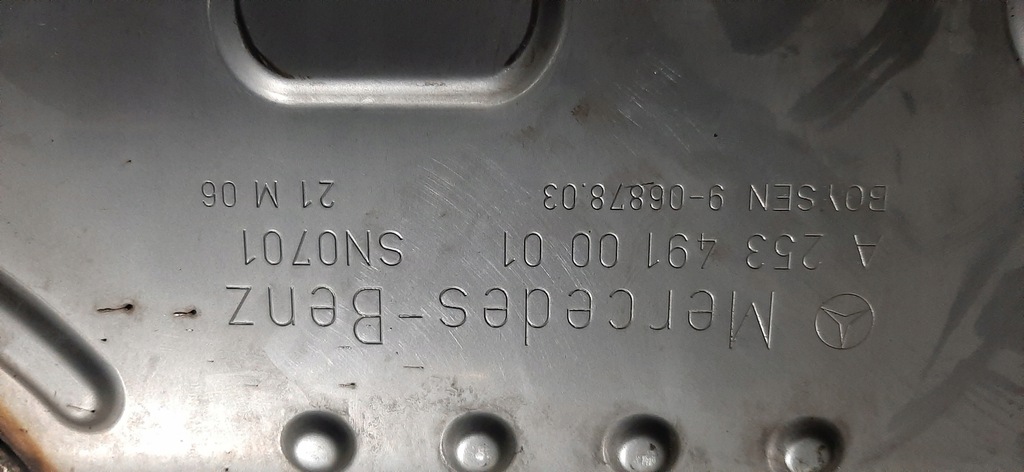 Mercedes-Benz
A 253 491 00 01 SN0701
BOYSEN 9-06878.03 21 M 06